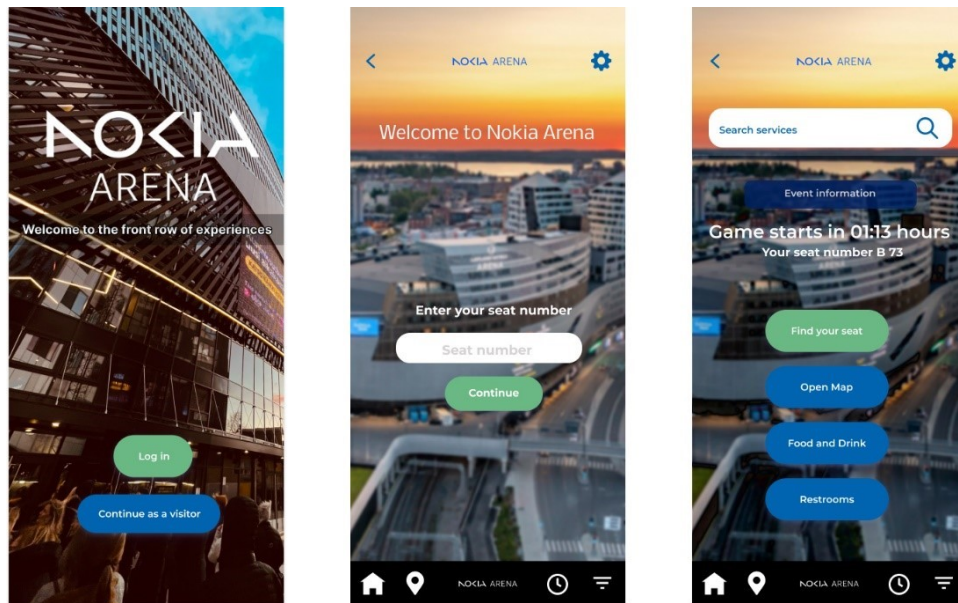 NOKIA
ARENA
Welcome to the front row of experiences
Log in
Continue as a visitor
NOKIA ARENA
Welcome to Nokia Arena
ARENA
Enter your seat number
Seat number
Continue
NOKIA ARENA
NOKIA ARENA
Search services
Event information
Game starts in 01:13 hours
Your seat number B 73
Find your seat
Open Map
Food and Drink
Restrooms
NOKIA ARENA